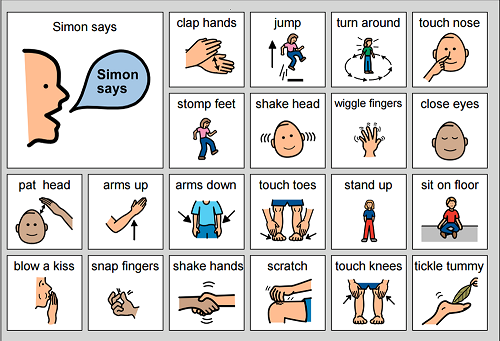 Simon says
Simon
says
clap hands
jump
turn around
touch nose
stomp feet
shake head
wiggle fingers
close eyes
pat head
arms up
arms down
touch toes
stand up
sit on floor
blow a kiss
snap fingers
shake hands
scratch
touch knees
tickle tummy